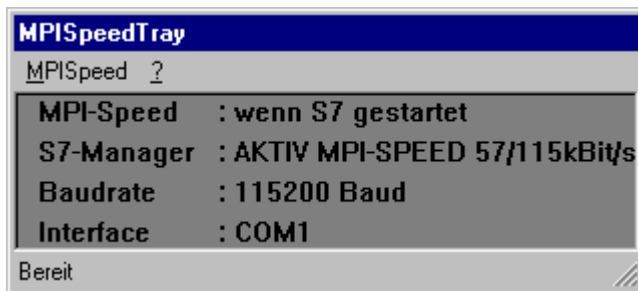 MPISpeedTray
MPISpeed ?
MPI-Speed : wenn S7 gestartet
S7-Manager : AKTIV MPI-SPEED 57/115kBit/s
Baudrate : 115200 Baud
Interface : COM1
Bereit